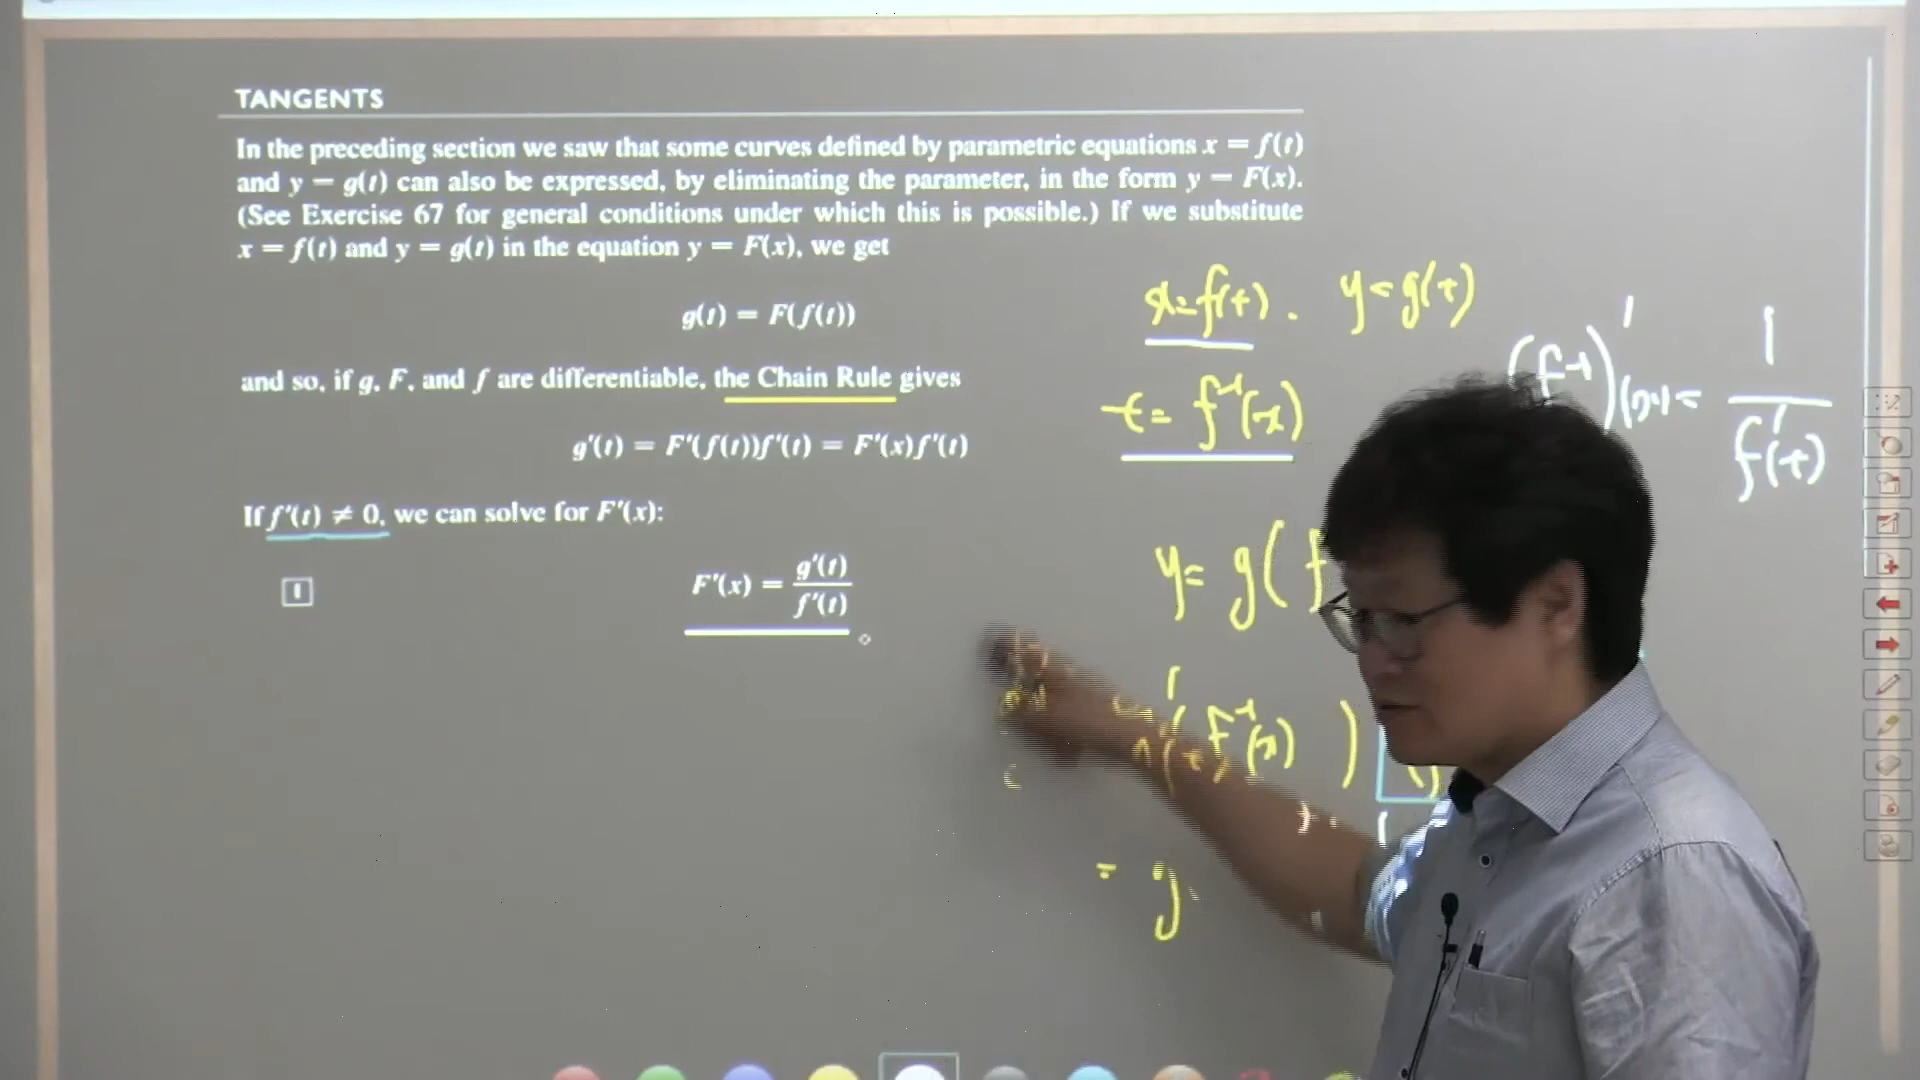 TANGENTS
In the preceding section we saw that some curves defined by parametric equations x = f(t)
and y = g(t) can also be expressed, by eliminating the parameter, in the form y = F(x).
(See Exercise 67 for general conditions under which this is possible.) If we substitute
x = f(t) and y = g(t) in the equation y = F(x), we get
g(t) = F(f(t))
and so, if g, F, and f are differentiable, the Chain Rule gives
g'(t) = F'(f(t))f'(t) = F'(x)f'(t)
If f'(t) ≠ 0, we can solve for F'(x):
1 F'(x) = g'(t) / f'(t)
x = f(t). y = g(t)
t = f⁻¹(x)
(f⁻¹)'(x) = 1 / f'(t)
y = g( f
( f⁻¹(x) )
= g